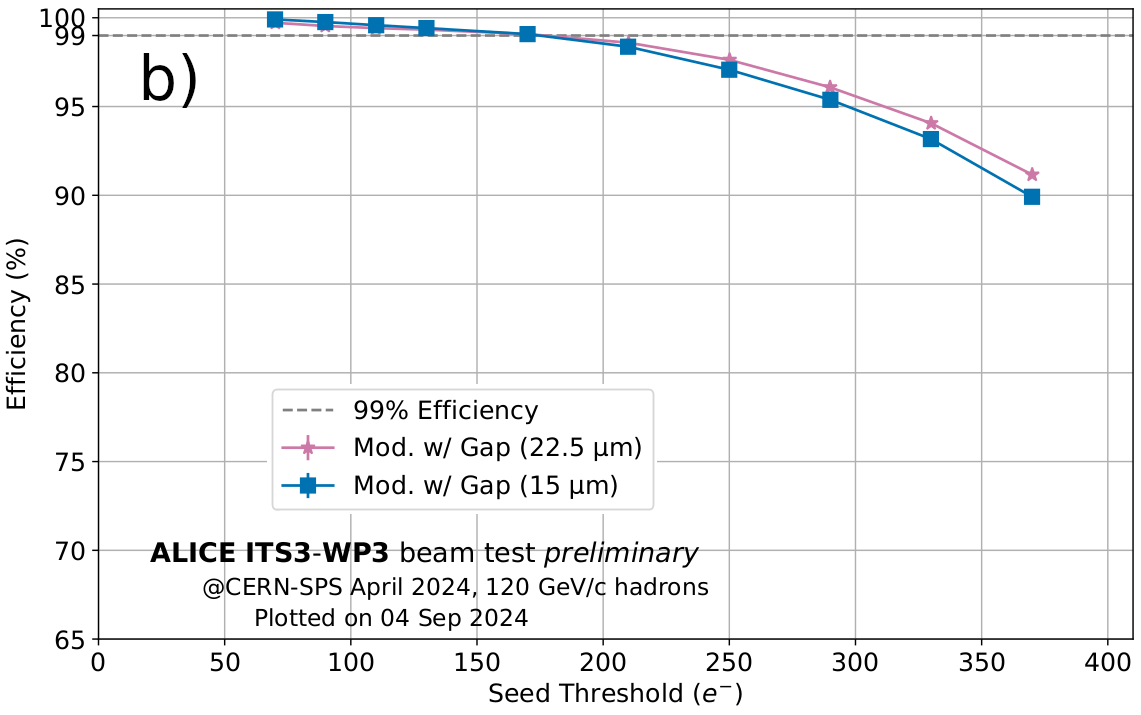 100
99
b)
95
90
85
80
75
70
65
Efficiency (%)
99% Efficiency
Mod. w/ Gap (22.5 μm)
Mod. w/ Gap (15 μm)
ALICE ITS3-WP3 beam test preliminary
@CERN-SPS April 2024, 120 GeV/c hadrons
Plotted on 04 Sep 2024
0 50 100 150 200 250 300 350 400
Seed Threshold (e⁻)